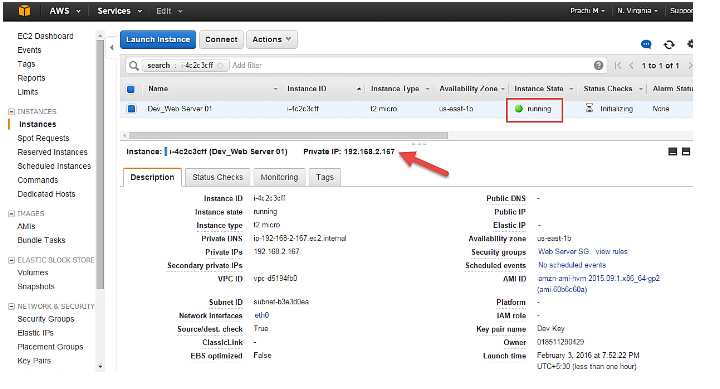 AWS Services Edit Prachi M N. Virginia Support
EC2 Dashboard
Events
Tags
Reports
Limits
INSTANCES
Instances
Spot Requests
Reserved Instances
Scheduled Instances
Commands
Dedicated Hosts
IMAGES
AMIs
Bundle Tasks
ELASTIC BLOCK STORE
Volumes
Snapshots
NETWORK & SECURITY
Security Groups
Elastic IPs
Placement Groups
Key Pairs
Launch Instance Connect Actions
search : i-4c2c3cff Add filter 1 to 1 of 1
Name Instance ID Instance Type Availability Zone Instance State Status Checks Alarm Statu
Dev_Web Server 01 i-4c2c3cff t2.micro us-east-1b running Initializing None
Instance: i-4c2c3cff (Dev_Web Server 01) Private IP: 192.168.2.167
Description Status Checks Monitoring Tags
Instance ID i-4c2c3cff Public DNS -
Instance state running Public IP -
Instance type t2.micro Elastic IP -
Private DNS ip-192-168-2-167.ec2.internal Availability zone us-east-1b
Private IPs 192.168.2.167 Security groups Web Server SG. view rules
Secondary private IPs Scheduled events No scheduled events
VPC ID vpc-d5194fb0 AMI ID amzn-ami-hvm-2015.09.1.x86_64-gp2
(ami-60b6c60a)
Subnet ID subnet-b3e3d0ea Platform -
Network interfaces eth0 IAM role -
Source/dest. check True Key pair name Dev Key
ClassicLink - Owner 018511290429
EBS optimized False Launch time February 3, 2016 at 7:52:22 PM
UTC+5:30 (less than one hour)